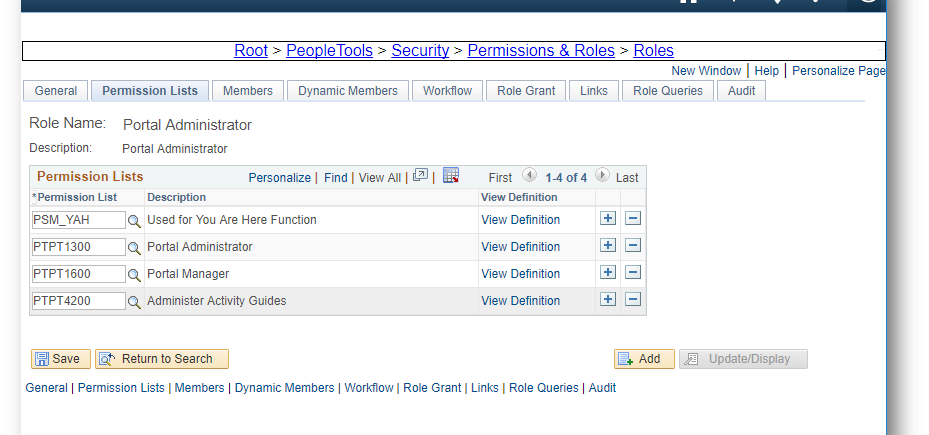 Root > PeopleTools > Security > Permissions & Roles > Roles
New Window | Help | Personalize Page
General Permission Lists Members Dynamic Members Workflow Role Grant Links Role Queries Audit
Role Name: Portal Administrator
Description: Portal Administrator
Permission Lists Personalize | Find | View All | | First 1-4 of 4 Last
*Permission List Description View Definition
PSM_YAH Used for You Are Here Function View Definition + −
PTPT1300 Portal Administrator View Definition + −
PTPT1600 Portal Manager View Definition + −
PTPT4200 Administer Activity Guides View Definition + −
Save Return to Search Add Update/Display
General | Permission Lists | Members | Dynamic Members | Workflow | Role Grant | Links | Role Queries | Audit